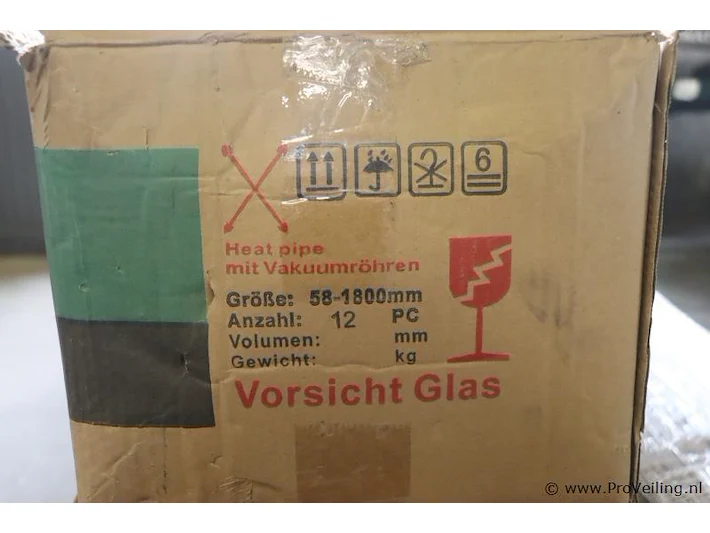 6
Heat pipe
mit Vakuumröhren
Größe: 58-1800mm
Anzahl: 12 PC
Volumen: mm
Gewicht: kg
Vorsicht Glas
© www.ProVeiling.nl